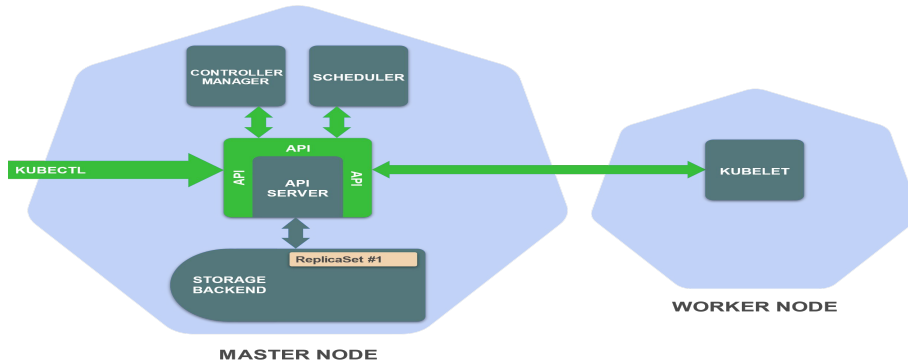 CONTROLLER
MANAGER
SCHEDULER
API
KUBECTL
API
API
SERVER
API
KUBELET
ReplicaSet #1
STORAGE
BACKEND
WORKER NODE
MASTER NODE